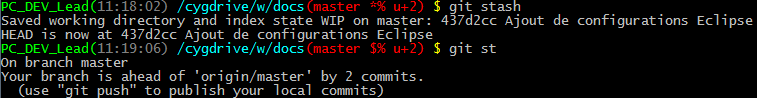 PC_DEV_Lead(11:18:02) /cygdrive/w/docs(master *% u+2) $ git stash
Saved working directory and index state WIP on master: 437d2cc Ajout de configurations Eclipse
HEAD is now at 437d2cc Ajout de configurations Eclipse
PC_DEV_Lead(11:19:06) /cygdrive/w/docs(master $% u+2) $ git st
On branch master
Your branch is ahead of 'origin/master' by 2 commits.
(use "git push" to publish your local commits)